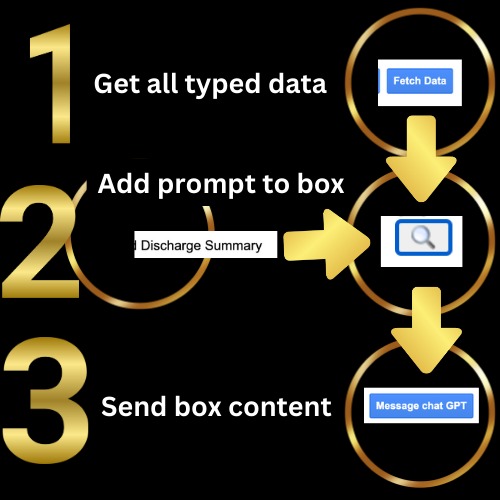 1
Get all typed data
Fetch Data
2
Add prompt to box
Discharge Summary
3
Send box content
Message chat GPT